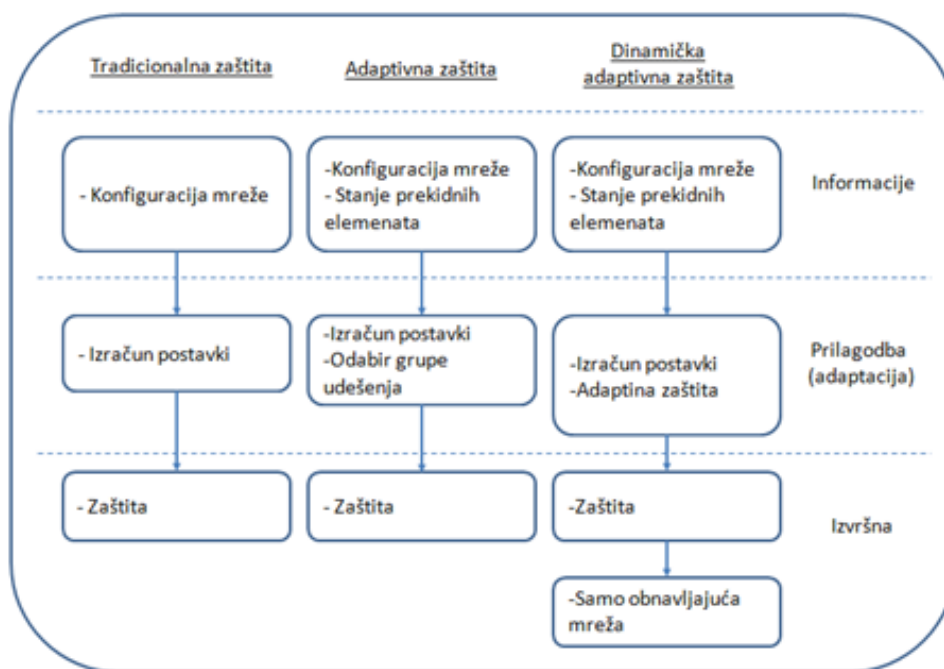 Tradicionalna zaštita
Adaptivna zaštita
Dinamička
adaptivna zaštita
- Konfiguracija mreže
-Konfiguracija mreže
- Stanje prekidnih
elemenata
-Konfiguracija mreže
- Stanje prekidnih
elemenata
Informacije
- Izračun postavki
-Izračun postavki
-Odabir grupe
udešenja
-Izračun postavki
-Adaptina zaštita
Prilagodba
(adaptacija)
- Zaštita
- Zaštita
-Zaštita
Izvršna
-Samo obnavljajuća
mreža